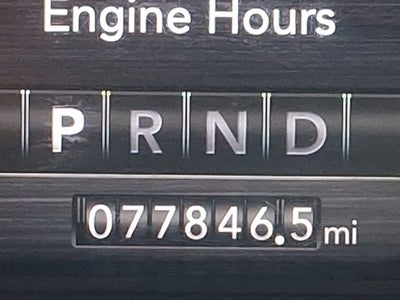 Engine Hours
P R N D
077846.5 mi